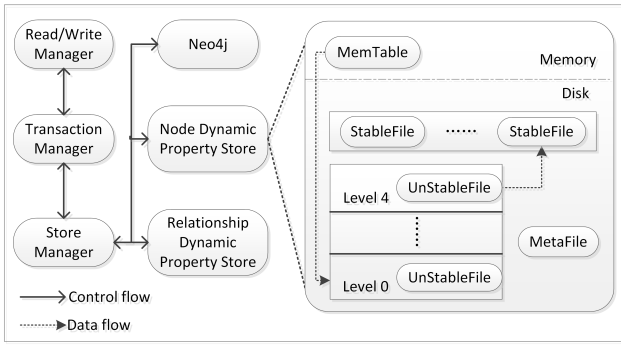 Read/Write
Manager
Neo4j
MemTable
Memory
Disk
Transaction
Manager
Node Dynamic
Property Store
StableFile
······
StableFile
Level 4
UnStableFile
Store
Manager
Relationship
Dynamic
Property Store
MetaFile
Level 0
UnStableFile
Control flow
Data flow